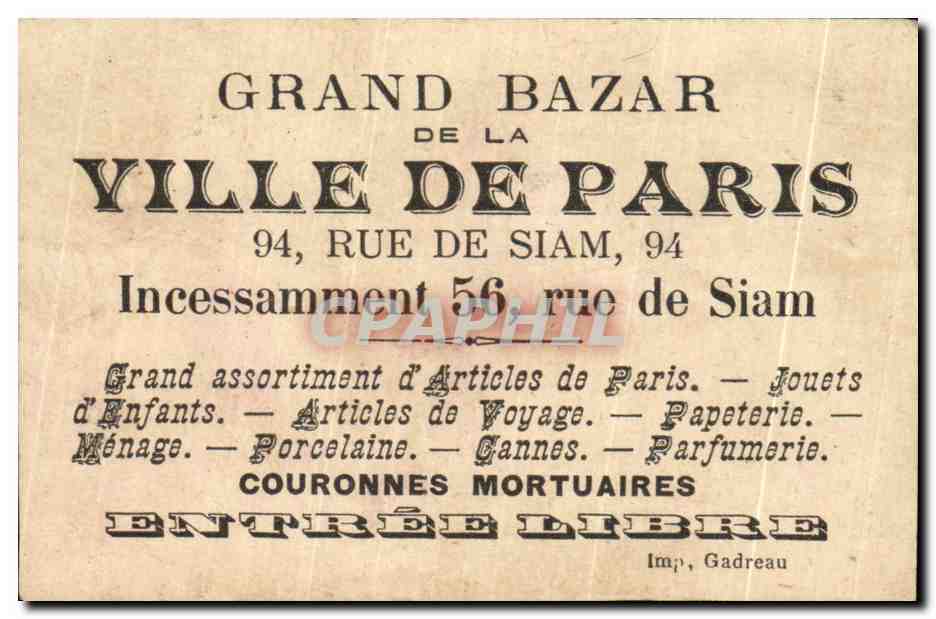 GRAND BAZAR
DE LA
VILLE DE PARIS
94, RUE DE SIAM, 94
Incessamment 56, rue de Siam
CPAPHIL
Grand assortiment d'Articles de Paris. — Jouets
d'Enfants. — Articles de Voyage. — Papeterie. —
Ménage. — Porcelaine. — Cannes. — Parfumerie.
COURONNES MORTUAIRES
ENTRÉE LIBRE
Imp, Gadreau